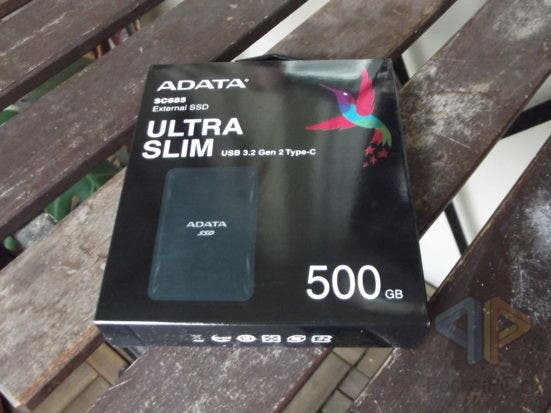 ADATA
SC685
External SSD
ULTRA
SLIM USB 3.2 Gen 2 Type-C
ADATA
SSD
500 GB